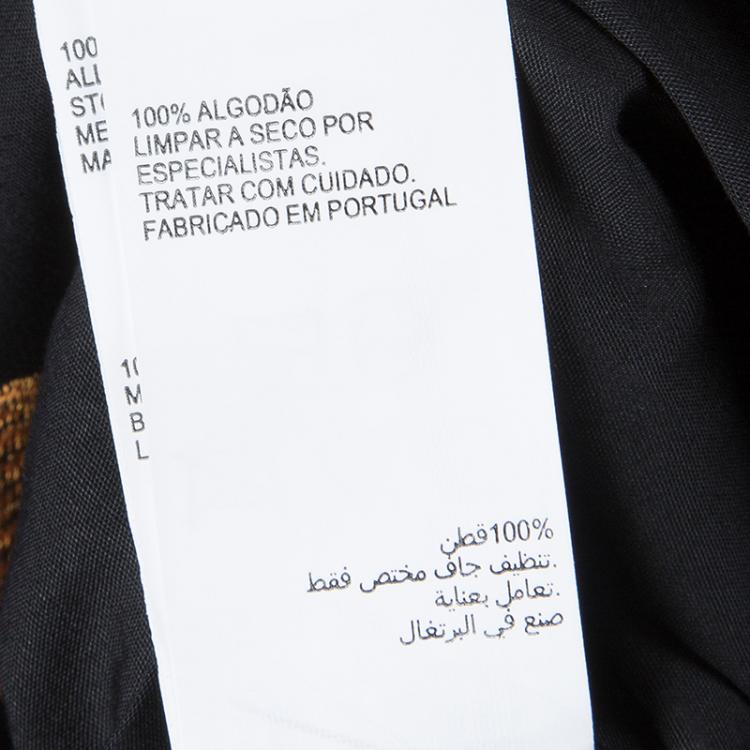 100% ALGODÃO
LIMPAR A SECO POR
ESPECIALISTAS.
TRATAR COM CUIDADO.
FABRICADO EM PORTUGAL
100%قطن
تنظيف جاف مختص فقط.
تعامل بعناية.
صنع في البرتغال